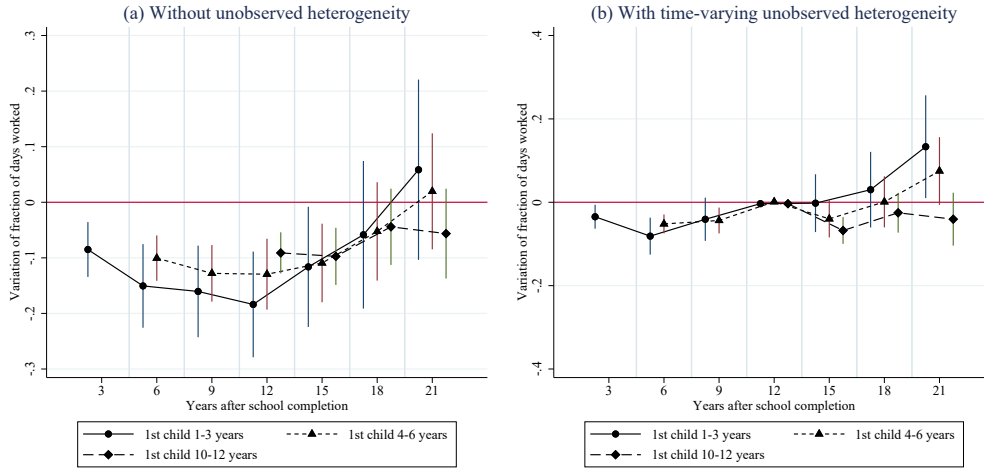 (a) Without unobserved heterogeneity
Variation of fraction of days worked
.3
.2
.1
0
-.1
-.2
-.3
3 6 9 12 15 18 21
Years after school completion
1st child 1-3 years 1st child 4-6 years
1st child 10-12 years
(b) With time-varying unobserved heterogeneity
Variation of fraction of days worked
.4
.2
0
-.2
-.4
3 6 9 12 15 18 21
Years after school completion
1st child 1-3 years 1st child 4-6 years
1st child 10-12 years